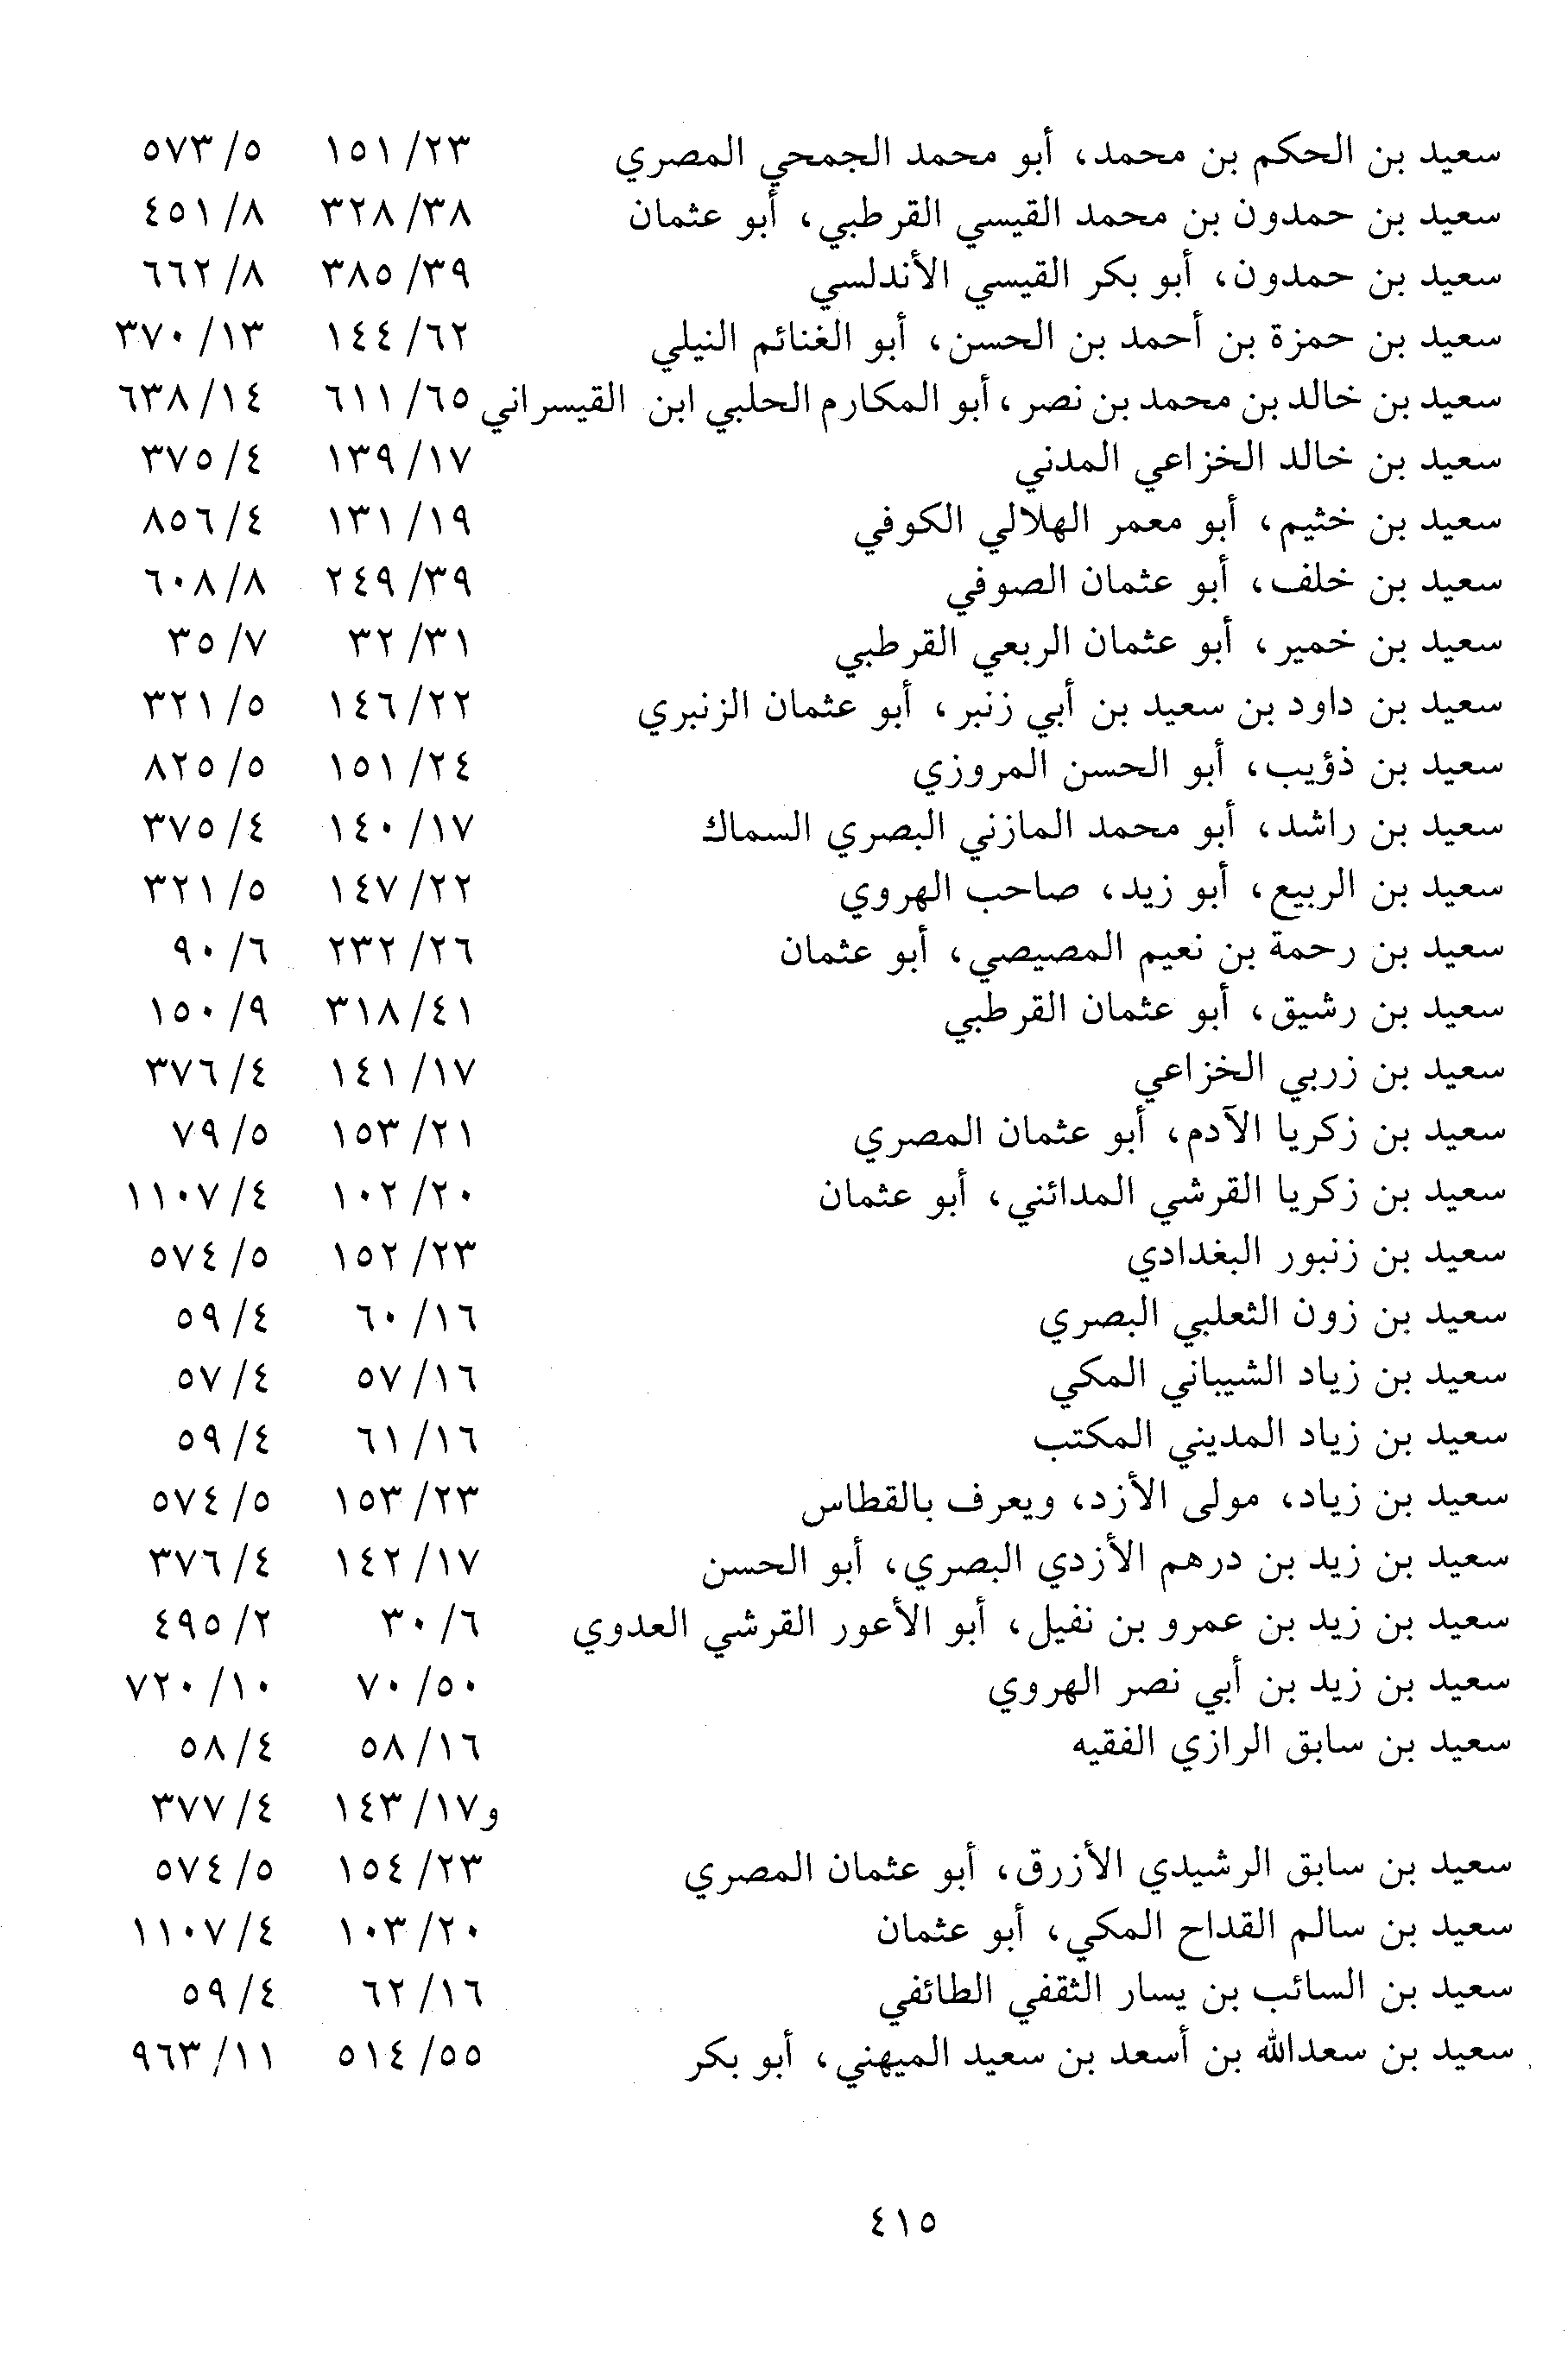 سعيد بن الحكم بن محمد، أبو محمد الجمحي المصري ٢٣/ ١٥١ ٥/ ٥٧٣
سعيد بن حمدون بن محمد القيسي القرطبي، أبو عثمان ٣٨/ ٣٢٨ ٨/ ٤٥١
سعيد بن حمدون، أبو بكر القيسي الأندلسي ٣٩/ ٣٨٥ ٨/ ٦٦٢
سعيد بن حمزة بن أحمد بن الحسن، أبو الغنائم النيلي ٦٢/ ١٤٤ ١٣/ ٣٧٠
سعيد بن خالد بن محمد بن نصر، أبو المكارم الحلبي ابن القيسراني ٦٥/ ٦١١ ١٤/ ٦٣٨
سعيد بن خالد الخزاعي المدني ١٧/ ١٣٩ ٤/ ٣٧٥
سعيد بن خثيم، أبو معمر الهلالي الكوفي ١٩/ ١٣١ ٤/ ٨٥٦
سعيد بن خلف، أبو عثمان الصوفي ٣٩/ ٢٤٩ ٨/ ٦٠٨
سعيد بن خمير، أبو عثمان الربعي القرطبي ٣١/ ٣٢ ٧/ ٣٥
سعيد بن داود بن سعيد بن أبي زنبر، أبو عثمان الزنبري ٢٢/ ١٤٦ ٥/ ٣٢١
سعيد بن ذؤيب، أبو الحسن المروزي ٢٤/ ١٥١ ٥/ ٨٢٥
سعيد بن راشد، أبو محمد المازني البصري السماك ١٧/ ١٤٠ ٤/ ٣٧٥
سعيد بن الربيع، أبو زيد، صاحب الهروي ٢٢/ ١٤٧ ٥/ ٣٢١
سعيد بن رحمة بن نعيم المصيصي، أبو عثمان ٢٦/ ٢٣٢ ٦/ ٩٠
سعيد بن رشيق، أبو عثمان القرطبي ٤١/ ٣١٨ ٩/ ١٥٠
سعيد بن زربي الخزاعي ١٧/ ١٤١ ٤/ ٣٧٦
سعيد بن زكريا الآدم، أبو عثمان المصري ٢١/ ١٥٣ ٥/ ٧٩
سعيد بن زكريا القرشي المدائني، أبو عثمان ٢٠/ ١٠٢ ٤/ ١١٠٧
سعيد بن زنبور البغدادي ٢٣/ ١٥٢ ٥/ ٥٧٤
سعيد بن زون الثعلبي البصري ١٦/ ٦٠ ٤/ ٥٩
سعيد بن زياد الشيباني المكي ١٦/ ٥٧ ٤/ ٥٧
سعيد بن زياد المديني المكتب ١٦/ ٦١ ٤/ ٥٩
سعيد بن زياد، مولى الأزد، ويعرف بالقطاس ٢٣/ ١٥٣ ٥/ ٥٧٤
سعيد بن زيد بن درهم الأزدي البصري، أبو الحسن ١٧/ ١٤٢ ٤/ ٣٧٦
سعيد بن زيد بن عمرو بن نفيل، أبو الأعور القرشي العدوي ٦/ ٣٠ ٢/ ٤٩٥
سعيد بن زيد بن أبي نصر الهروي ٥٠/ ٧٠ ١٠/ ٧٢٠
سعيد بن سابق الرازي الفقيه ١٦/ ٥٨ ٤/ ٥٨
و١٧/ ١٤٣ ٤/ ٣٧٧
سعيد بن سابق الرشيدي الأزرق، أبو عثمان المصري ٢٣/ ١٥٤ ٥/ ٥٧٤
سعيد بن سالم القداح المكي، أبو عثمان ٢٠/ ١٠٣ ٤/ ١١٠٧
سعيد بن السائب بن يسار الثقفي الطائفي ١٦/ ٦٢ ٤/ ٥٩
سعيد بن سعدالله بن أسعد بن سعيد الميهني، أبو بكر ٥٥/ ٥١٤ ١١/ ٩٦٣
٤١٥